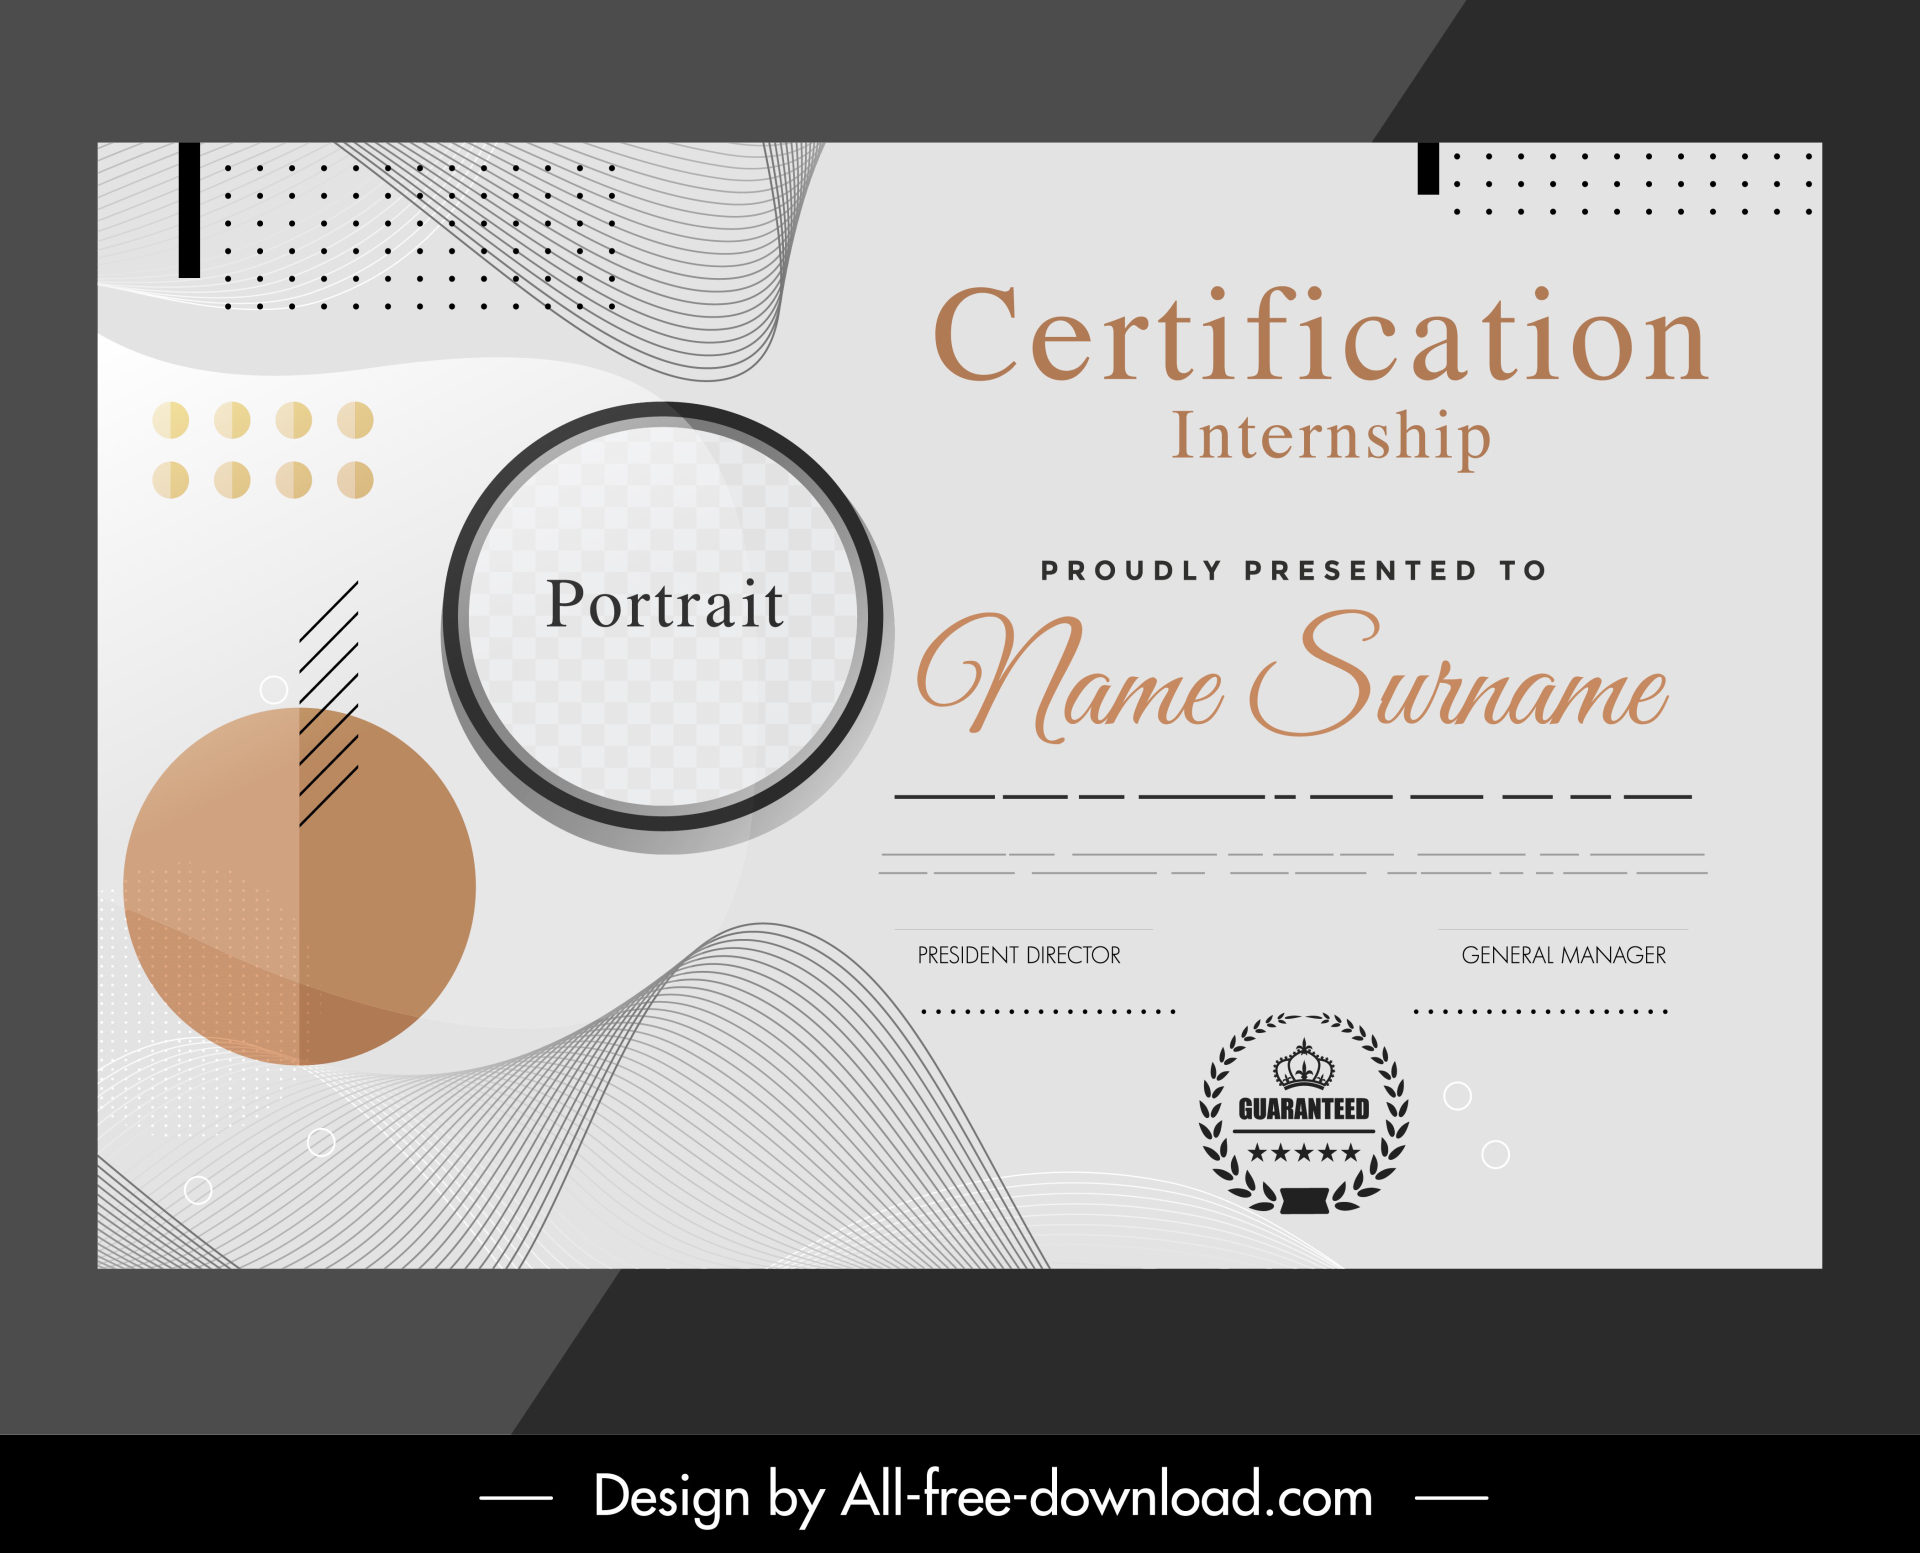 Certification
Internship
Portrait
PROUDLY PRESENTED TO
Name Surname
PRESIDENT DIRECTOR
GENERAL MANAGER
GUARANTEED
Design by All-free-download.com